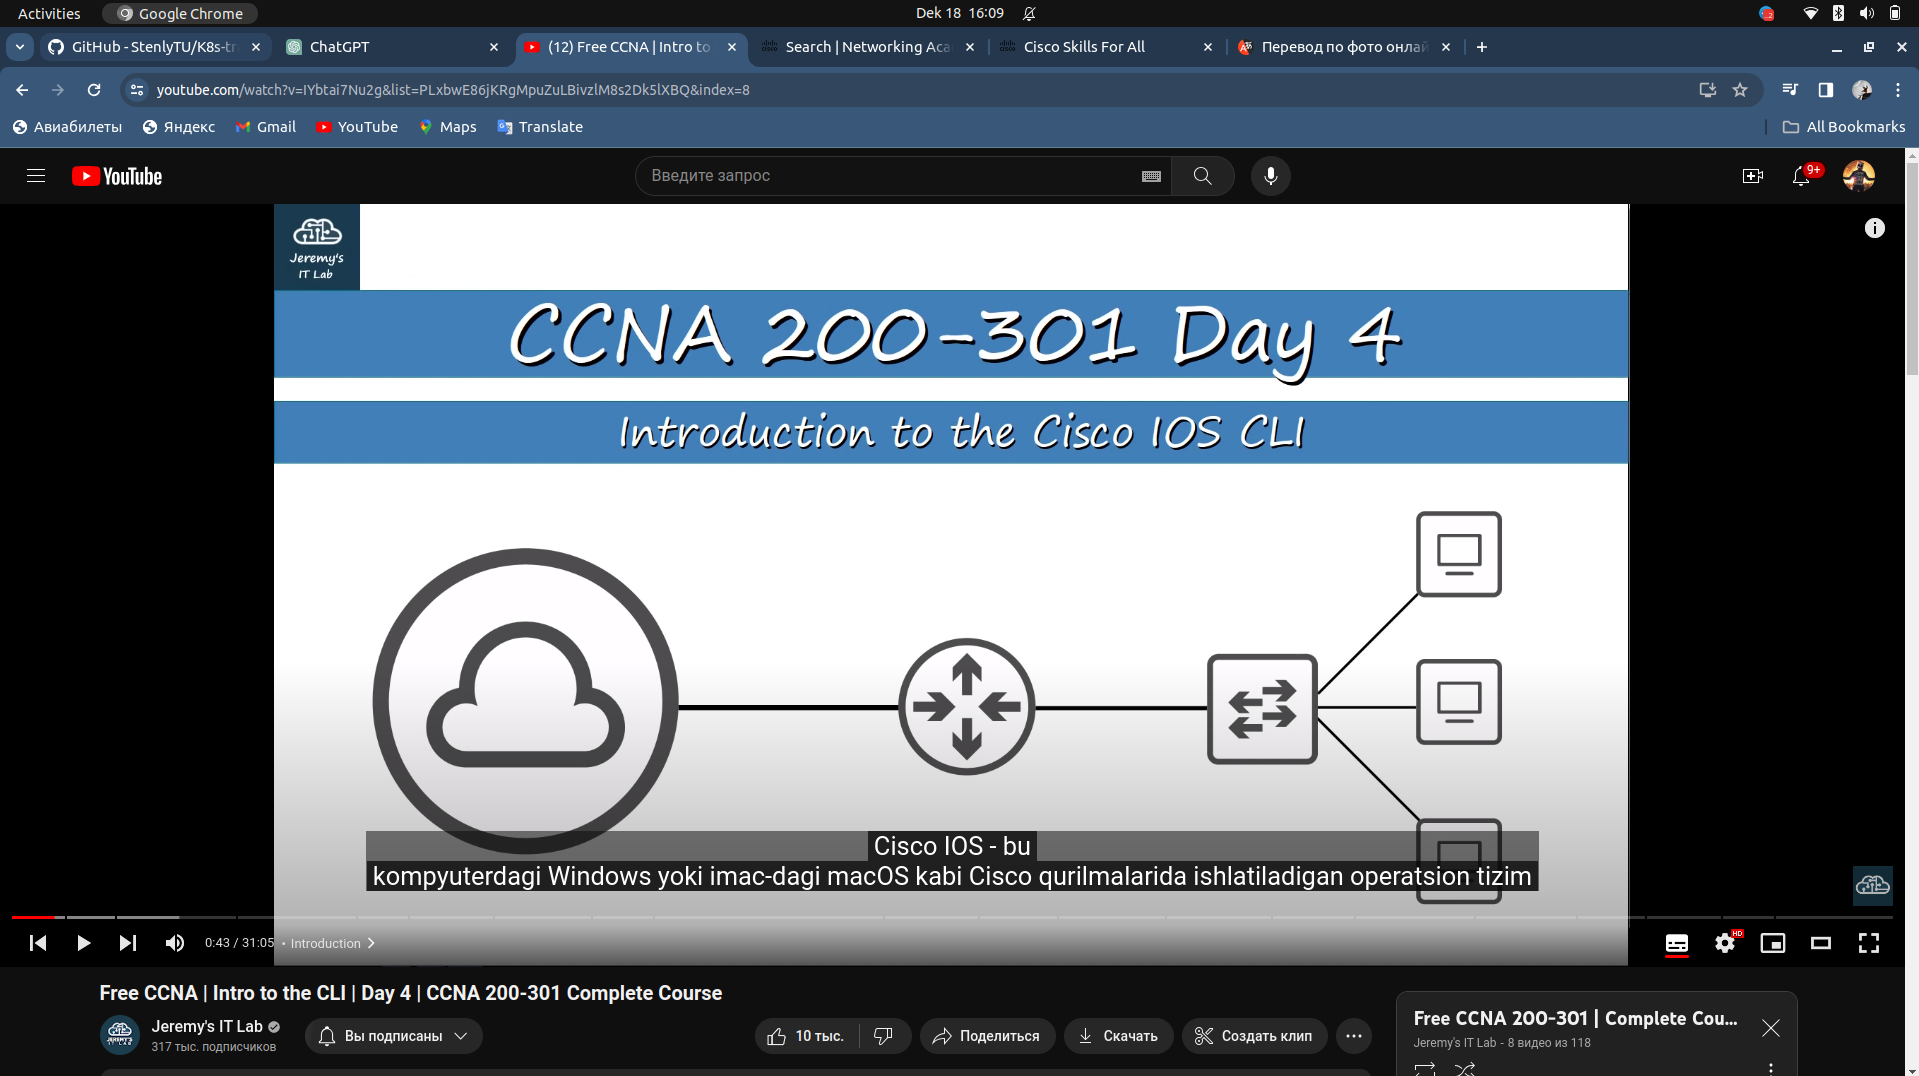 Activities
Google Chrome
Dek 18 16:09
GitHub - StenlyTU/K8s-tr
ChatGPT
(12) Free CCNA | Intro to
Search | Networking Aca
Cisco Skills For All
Перевод по фото онлай
youtube.com/watch?v=IYbtai7Nu2g&list=PLxbwE86jKRgMpuZuLBivzlM8s2Dk5lXBQ&index=8
Авиабилеты
Яндекс
Gmail
YouTube
Maps
Translate
All Bookmarks
YouTube
Введите запрос
9+
Jeremy's
IT Lab
CCNA 200-301 Day 4
Introduction to the Cisco IOS CLI
Cisco IOS - bu
kompyuterdagi Windows yoki imac-dagi macOS kabi Cisco qurilmalarida ishlatiladigan operatsion tizim
0:43 / 31:05 • Introduction
HD
Free CCNA | Intro to the CLI | Day 4 | CCNA 200-301 Complete Course
Jeremy's IT Lab
317 тыс. подписчиков
Вы подписаны
10 тыс.
Поделиться
Скачать
Создать клип
Free CCNA 200-301 | Complete Cou...
Jeremy's IT Lab - 8 видео из 118